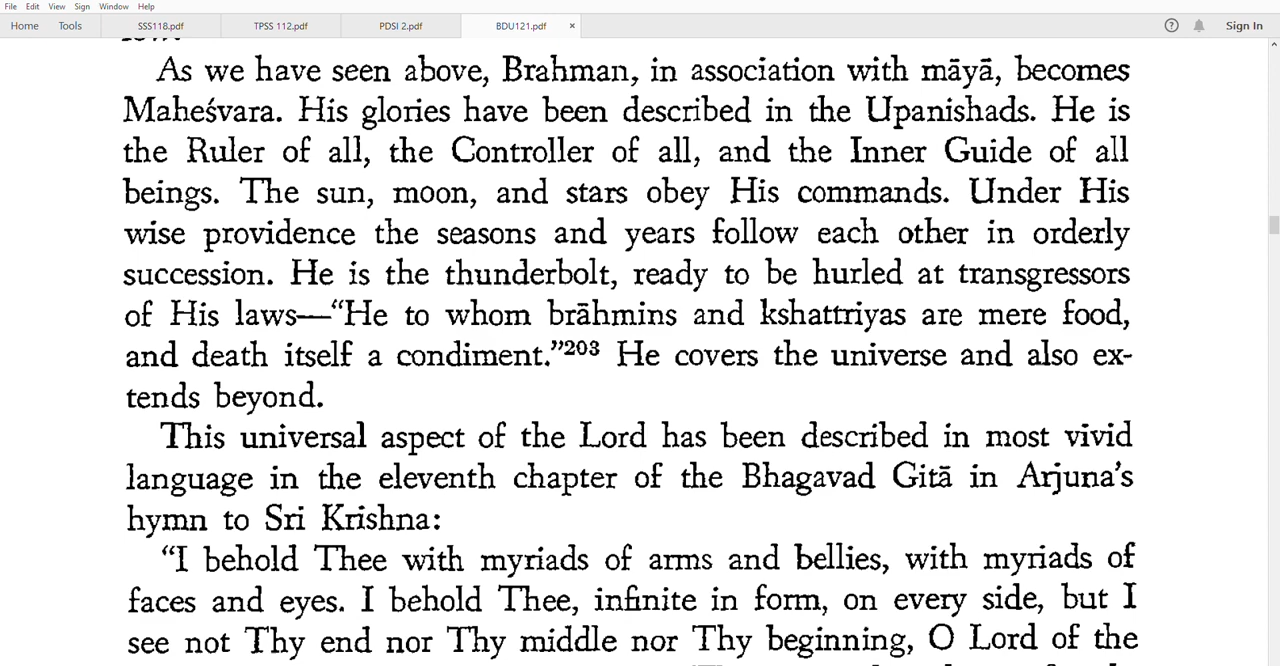 File Edit View Sign Window Help
Home Tools SSS118.pdf TPSS 112.pdf PDSI 2.pdf BDU121.pdf × ? Sign In
As we have seen above, Brahman, in association with māyā, becomes
Maheśvara. His glories have been described in the Upanishads. He is
the Ruler of all, the Controller of all, and the Inner Guide of all
beings. The sun, moon, and stars obey His commands. Under His
wise providence the seasons and years follow each other in orderly
succession. He is the thunderbolt, ready to be hurled at transgressors
of His laws—“He to whom brāhmins and kshattriyas are mere food,
and death itself a condiment.”203 He covers the universe and also ex-
tends beyond.
This universal aspect of the Lord has been described in most vivid
language in the eleventh chapter of the Bhagavad Gitā in Arjuna's
hymn to Sri Krishna:
“I behold Thee with myriads of arms and bellies, with myriads of
faces and eyes. I behold Thee, infinite in form, on every side, but I
see not Thy end nor Thy middle nor Thy beginning, O Lord of the